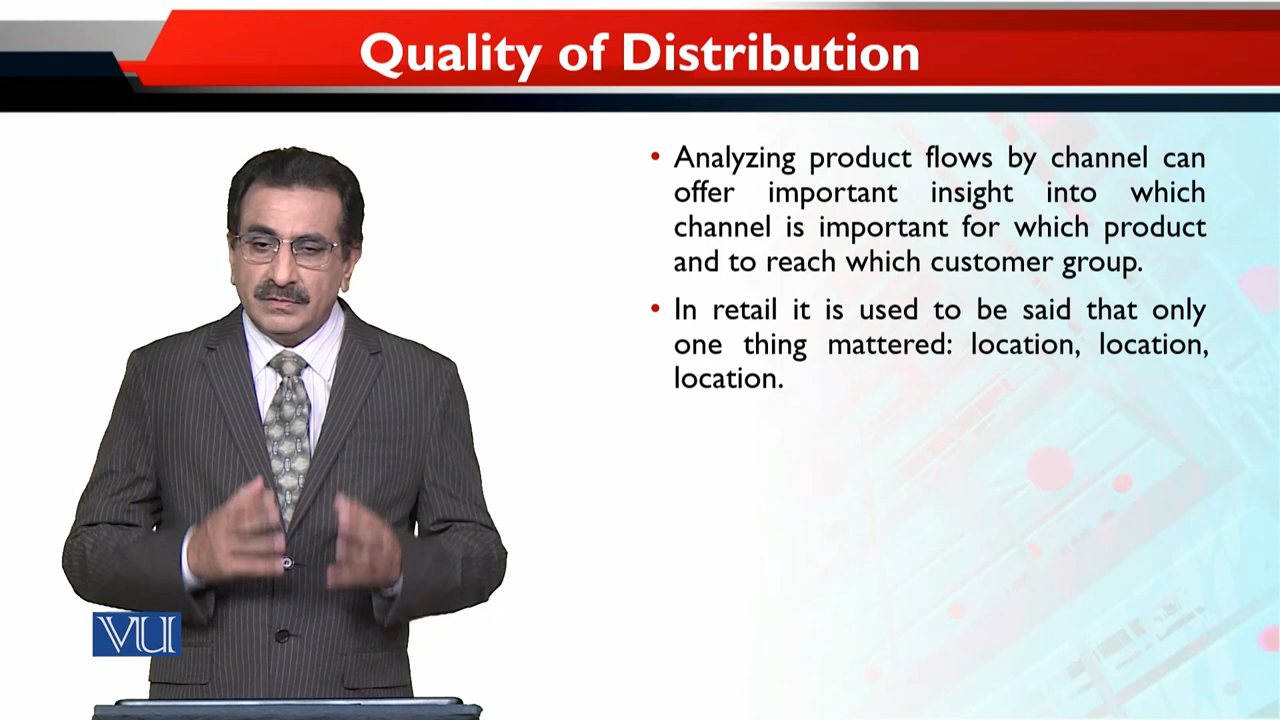 Quality of Distribution
• Analyzing product flows by channel can
offer important insight into which
channel is important for which product
and to reach which customer group.
• In retail it is used to be said that only
one thing mattered: location, location,
location.
VU